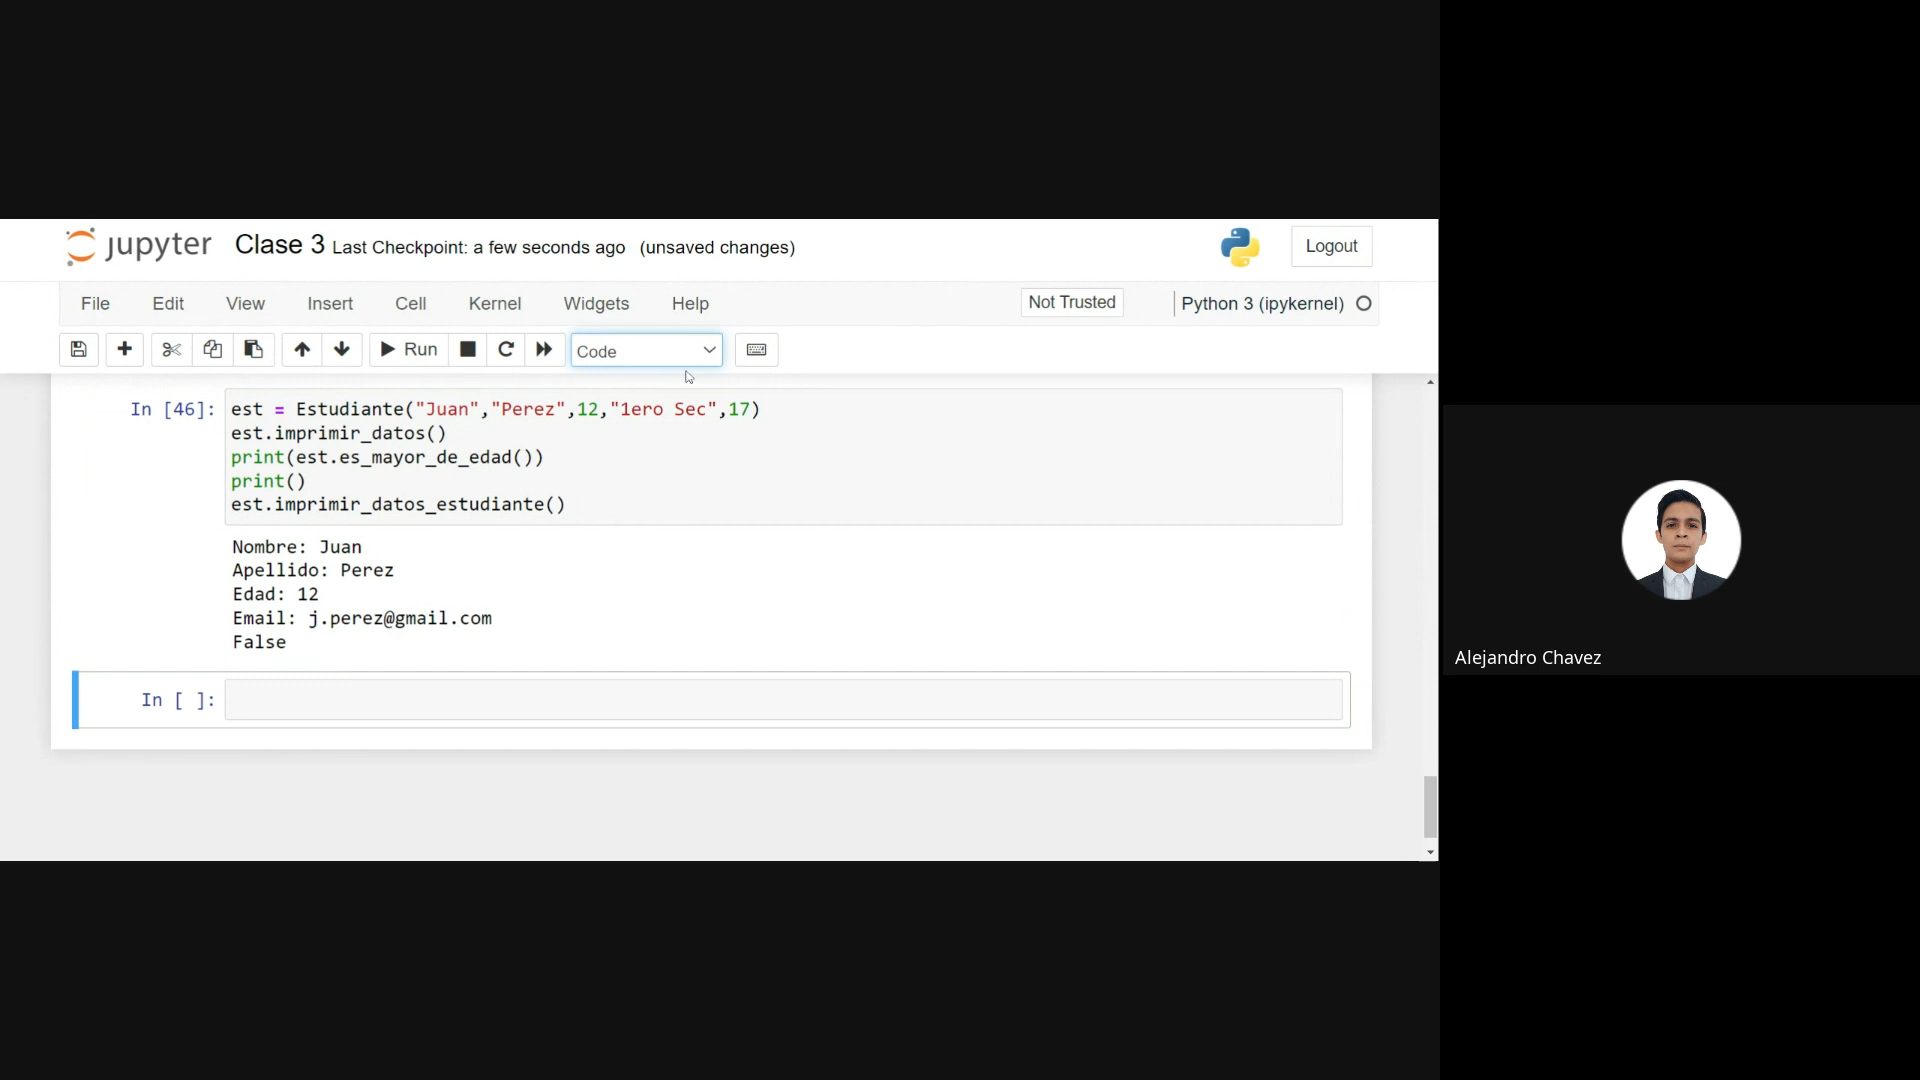 jupyter Clase 3 Last Checkpoint: a few seconds ago (unsaved changes) Logout
File Edit View Insert Cell Kernel Widgets Help Not Trusted Python 3 (ipykernel)
Run Code
In [46]: est = Estudiante("Juan","Perez",12,"1ero Sec",17)
est.imprimir_datos()
print(est.es_mayor_de_edad())
print()
est.imprimir_datos_estudiante()
Nombre: Juan
Apellido: Perez
Edad: 12
Email: j.perez@gmail.com
False
In [ ]:
Alejandro Chavez